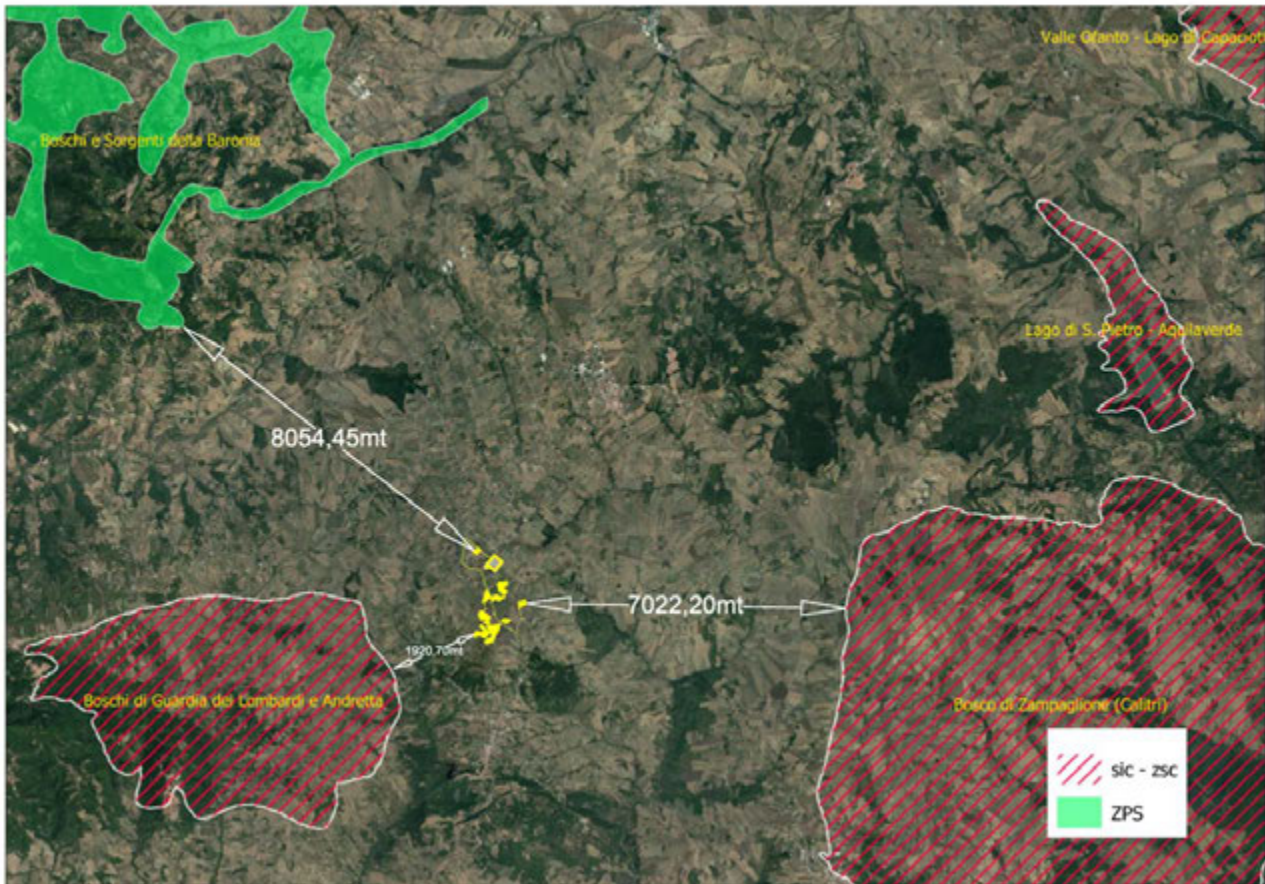 Valle Ofanto - Lago di Capaciotti
Boschi e Sorgenti della Baronia
Lago di S. Pietro - Aquilaverde
8054,45mt
7022,20mt
1920,70mt
Boschi di Guardia dei Lombardi e Andretta
Bosco di Zampaglione (Calitri)
sic - zsc
ZPS